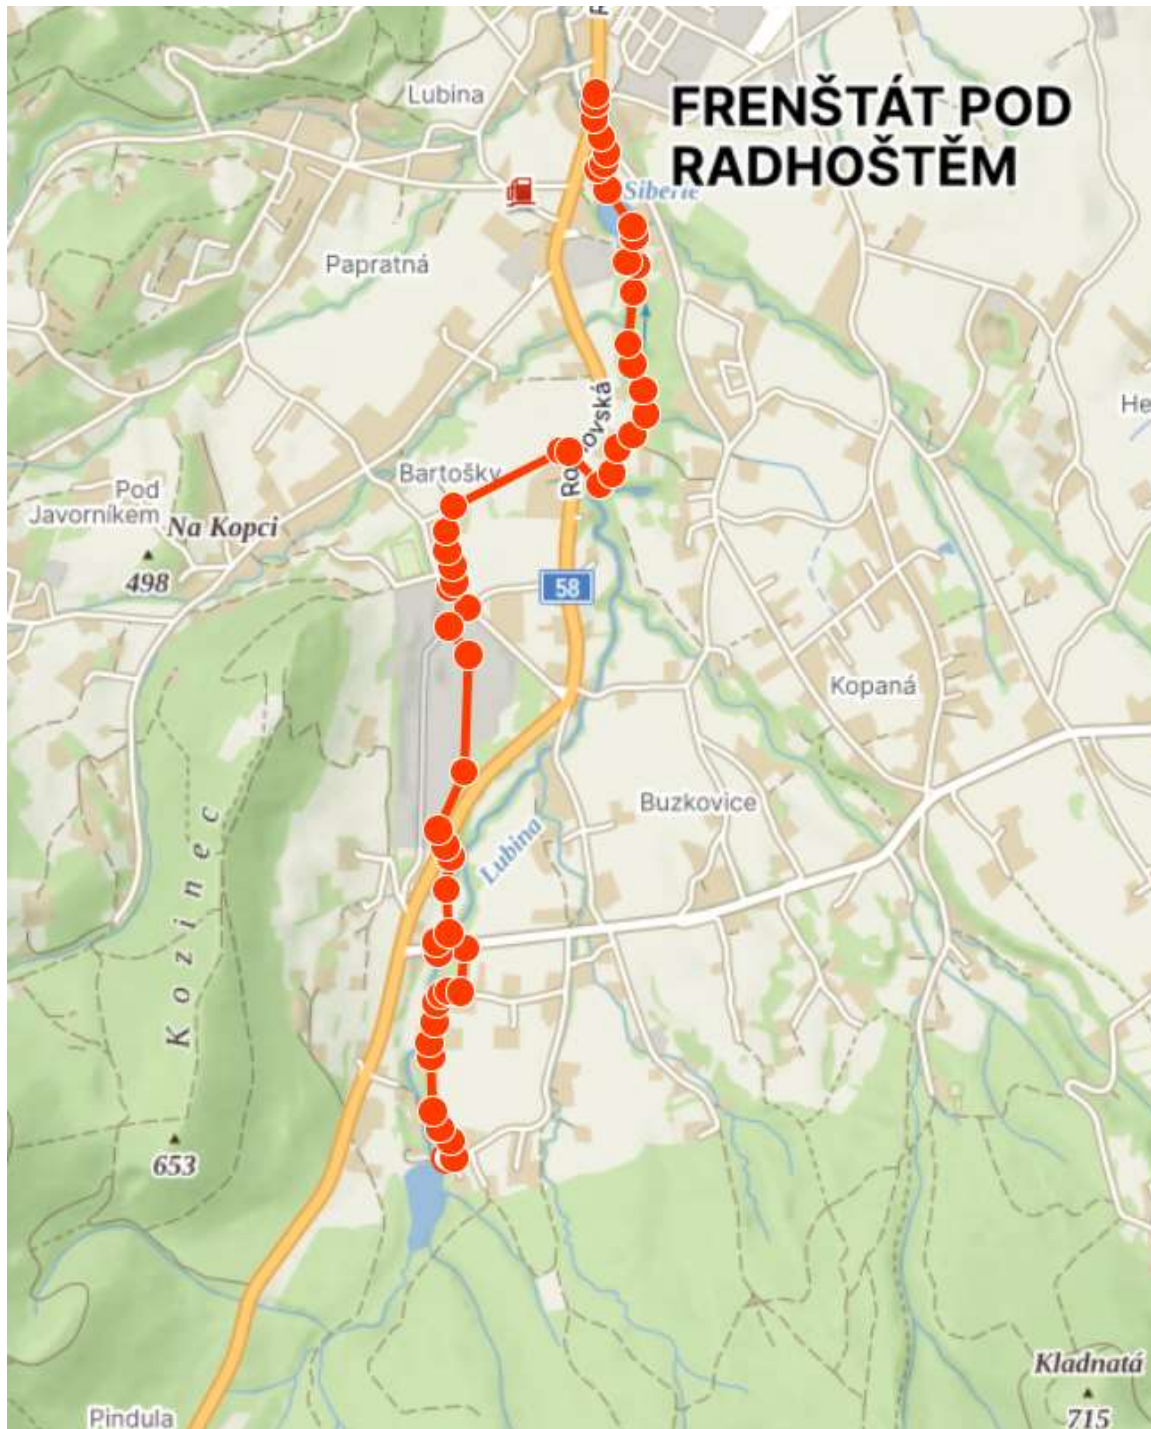 Lubina
FRENŠTÁT POD
RADHOŠTĚM
Siberie
Papratná
He
Bartošky
Pod
Javorníkem
Na Kopci
498
58
Kopaná
Buzkovice
Lubina
Kozinec
653
Kladnatá
715
Pindula